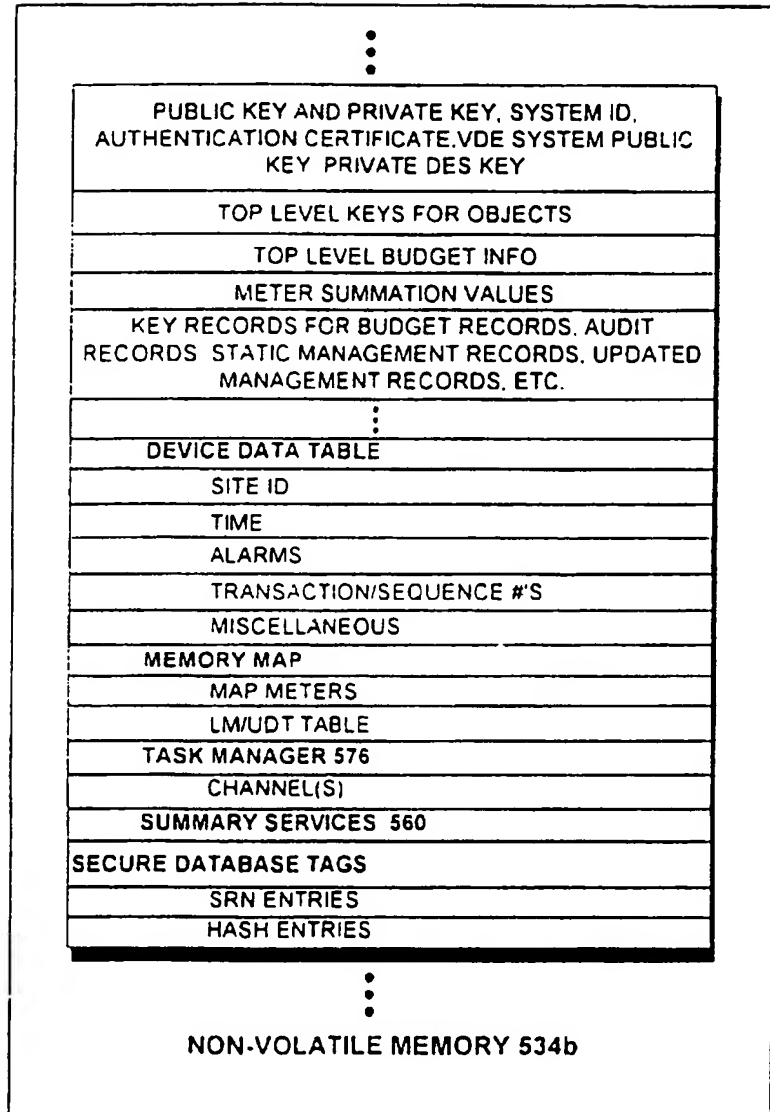 PUBLIC KEY AND PRIVATE KEY, SYSTEM ID,
AUTHENTICATION CERTIFICATE.VDE SYSTEM PUBLIC
KEY PRIVATE DES KEY
TOP LEVEL KEYS FOR OBJECTS
TOP LEVEL BUDGET INFO
METER SUMMATION VALUES
KEY RECORDS FOR BUDGET RECORDS, AUDIT
RECORDS STATIC MANAGEMENT RECORDS, UPDATED
MANAGEMENT RECORDS, ETC.
DEVICE DATA TABLE
SITE ID
TIME
ALARMS
TRANSACTION/SEQUENCE #'S
MISCELLANEOUS
MEMORY MAP
MAP METERS
LM/UDT TABLE
TASK MANAGER 576
CHANNEL(S)
SUMMARY SERVICES 560
SECURE DATABASE TAGS
SRN ENTRIES
HASH ENTRIES
NON-VOLATILE MEMORY 534b